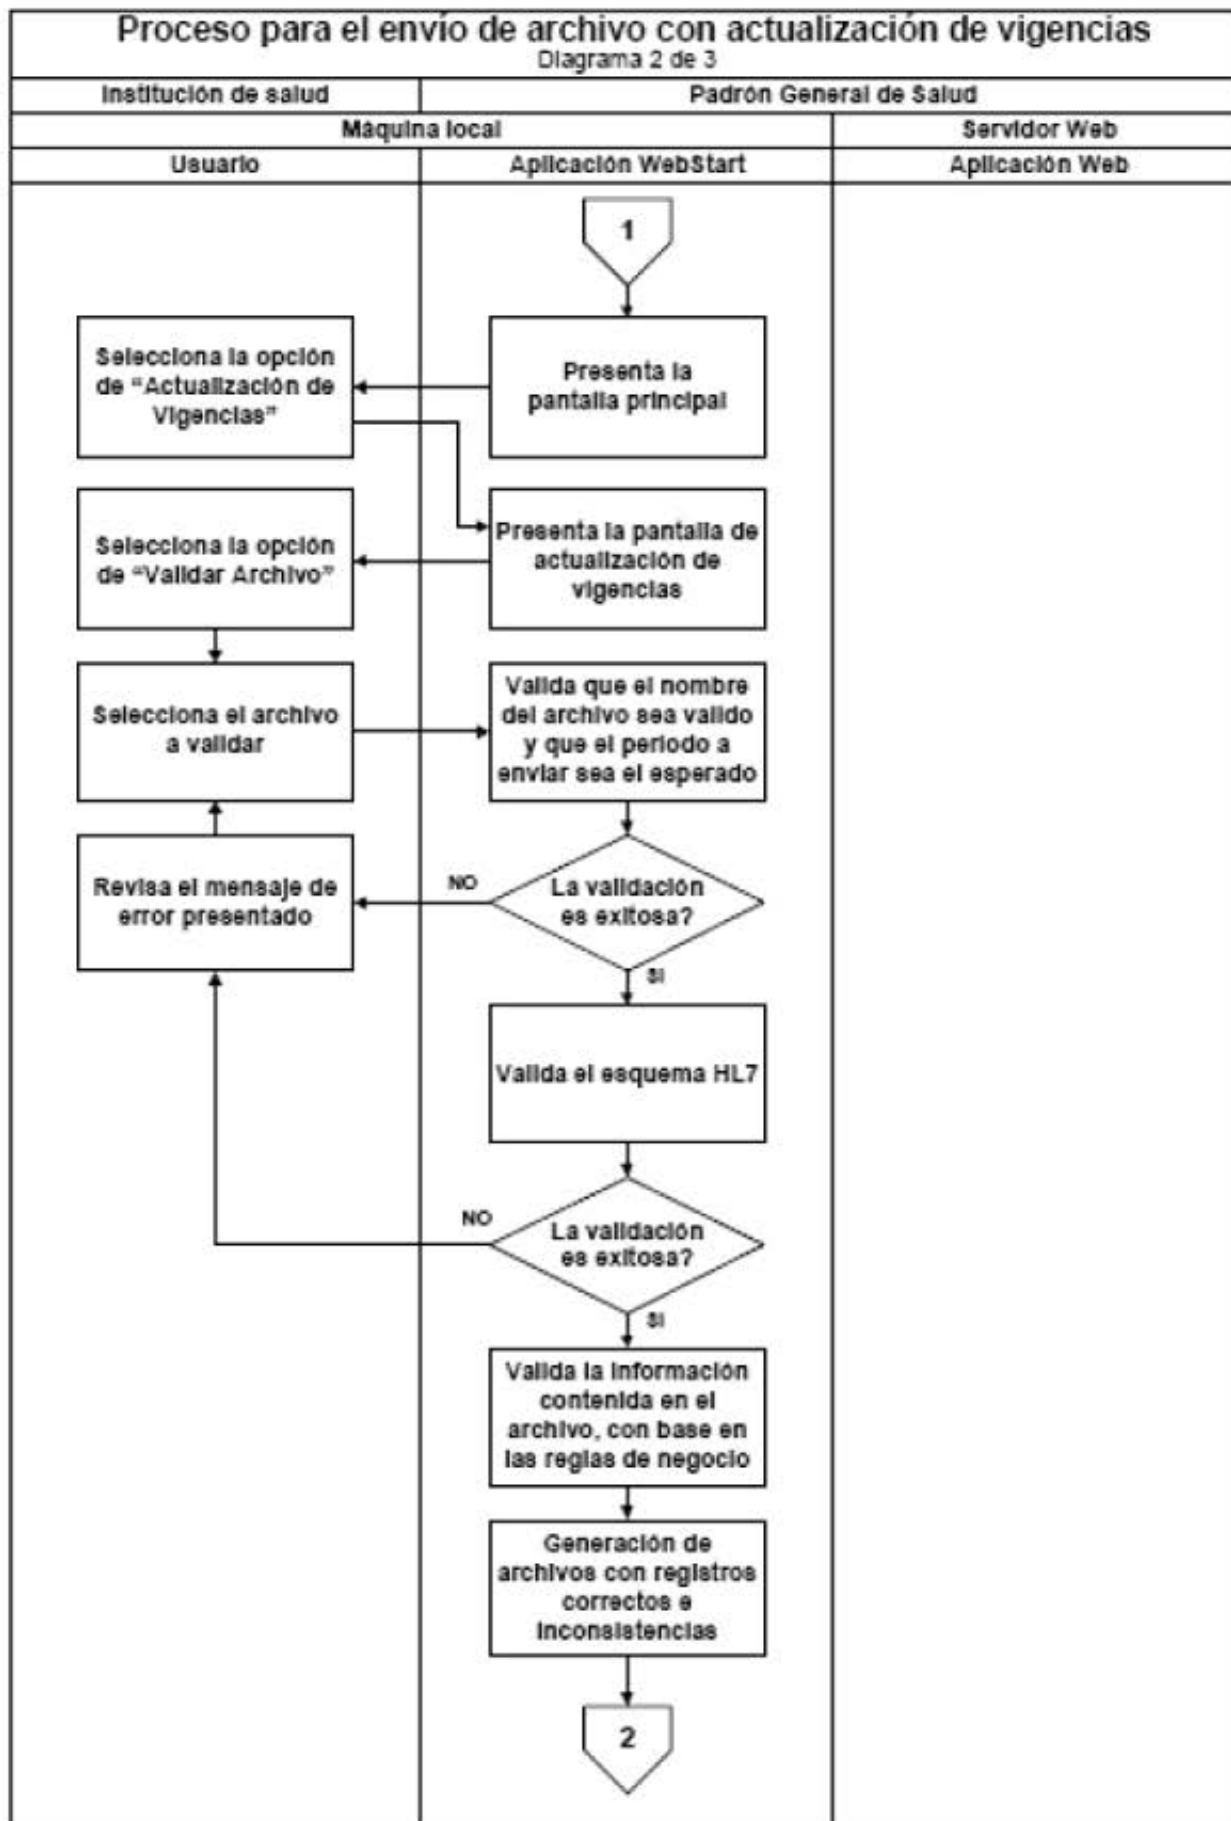 Proceso para el envío de archivo con actualización de vigencias
Diagrama 2 de 3
Institución de salud
Padrón General de Salud
Máquina local
Servidor Web
Usuario
Aplicación WebStart
Aplicación Web
1
Selecciona la opción
de “Actualización de
Vigencias”
Presenta la
pantalla principal
Selecciona la opción
de “Validar Archivo”
Presenta la pantalla de
actualización de
vigencias
Selecciona el archivo
a validar
Valida que el nombre
del archivo sea valido
y que el periodo a
enviar sea el esperado
Revisa el mensaje de
error presentado
NO
La validación
es exitosa?
SI
Valida el esquema HL7
NO
La validación
es exitosa?
SI
Valida la información
contenida en el
archivo, con base en
las reglas de negocio
Generación de
archivos con registros
correctos e
inconsistencias
2